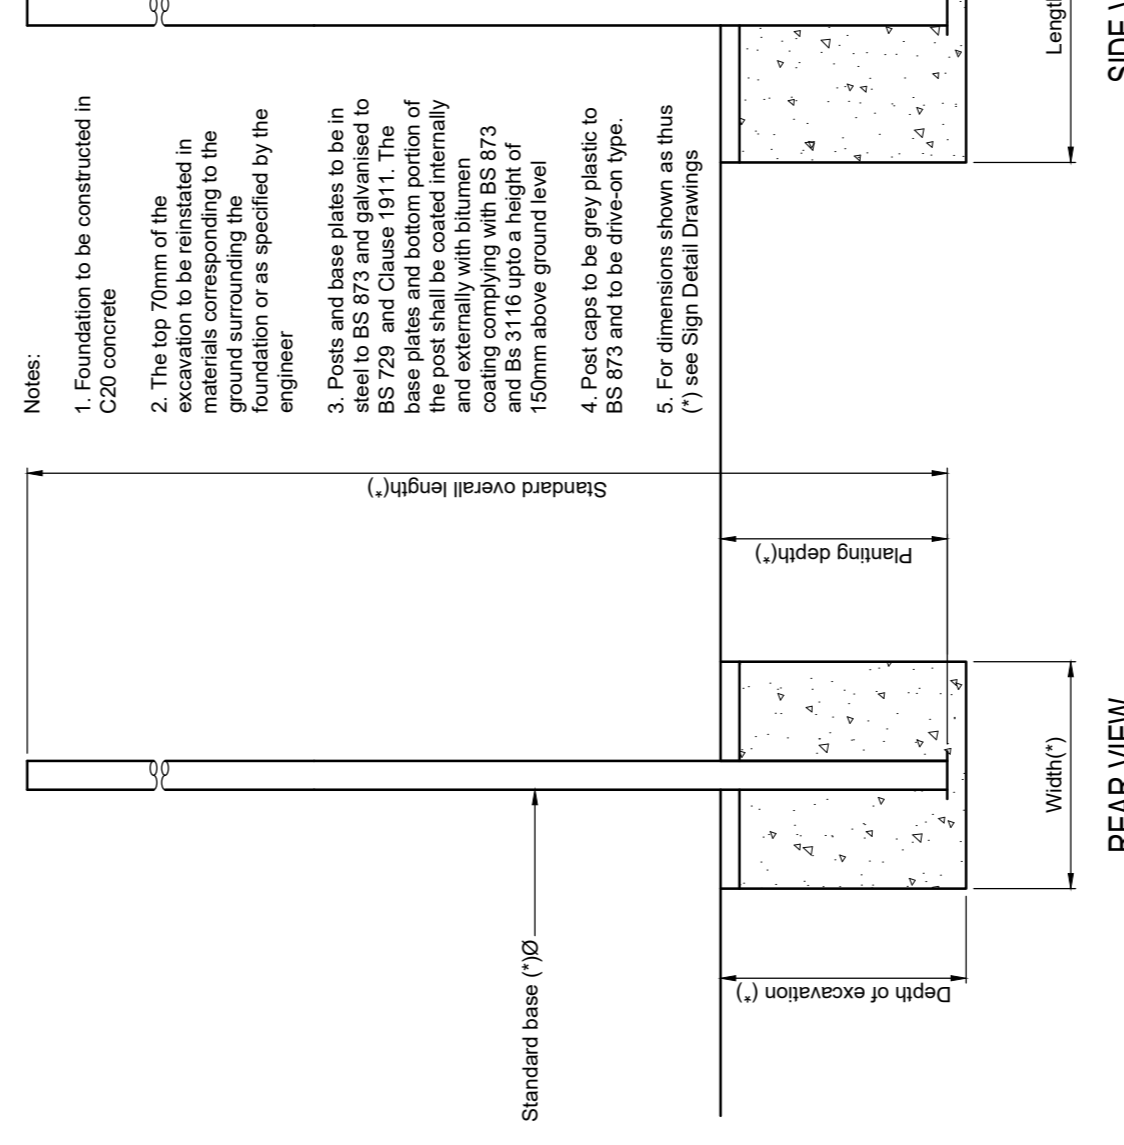 Notes:
1. Foundation to be constructed in
C20 concrete
2. The top 70mm of the
excavation to be reinstated in
materials corresponding to the
ground surrounding the
foundation or as specified by the
engineer
3. Posts and base plates to be in
steel to BS 873 and galvanised to
BS 729 and Clause 1911. The
base plates and bottom portion of
the post shall be coated internally
and externally with bitumen
coating complying with BS 873
and Bs 3116 upto a height of
150mm above ground level
4. Post caps to be grey plastic to
BS 873 and to be drive-on type.
5. For dimensions shown as thus
(*) see Sign Detail Drawings
Standard overall length(*)
Planting depth(*)
Standard base (*)Ø
Depth of excavation (*)
Width(*)
Length
REAR VIEW
SIDE V